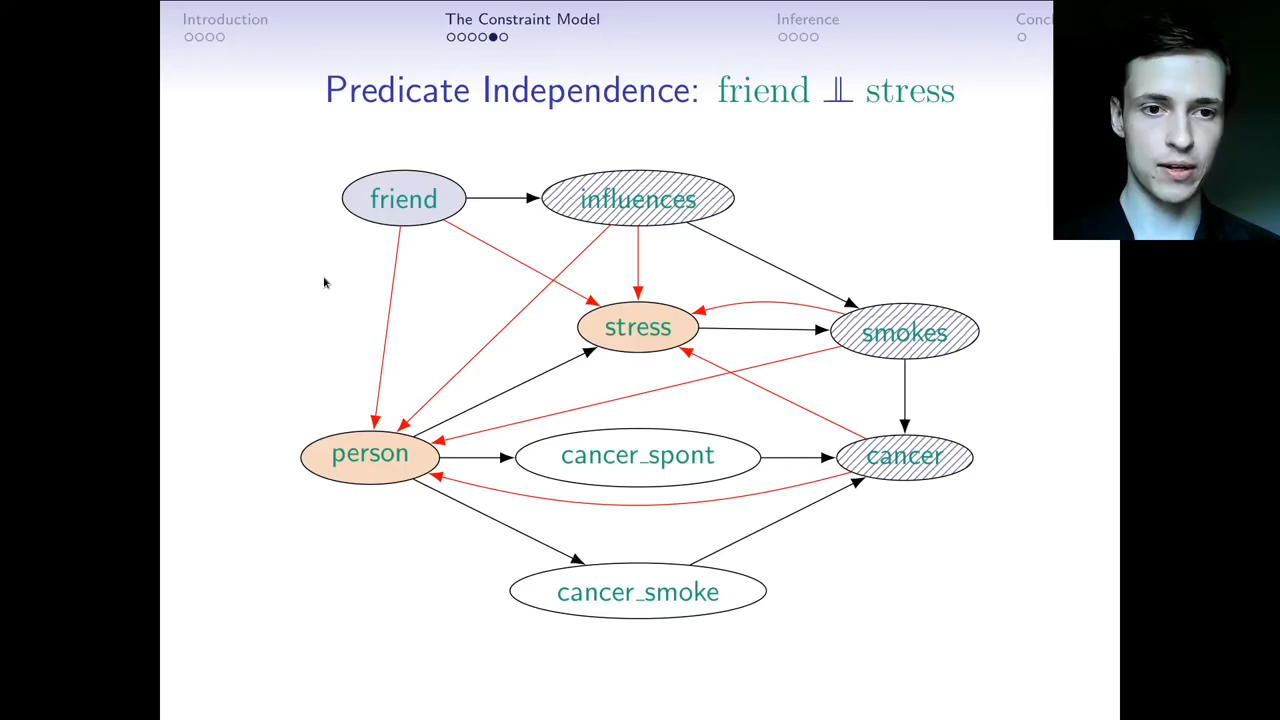 Introduction
The Constraint Model
Inference
Predicate Independence: friend ⫫ stress
friend
influences
stress
smokes
person
cancer_spont
cancer
cancer_smoke